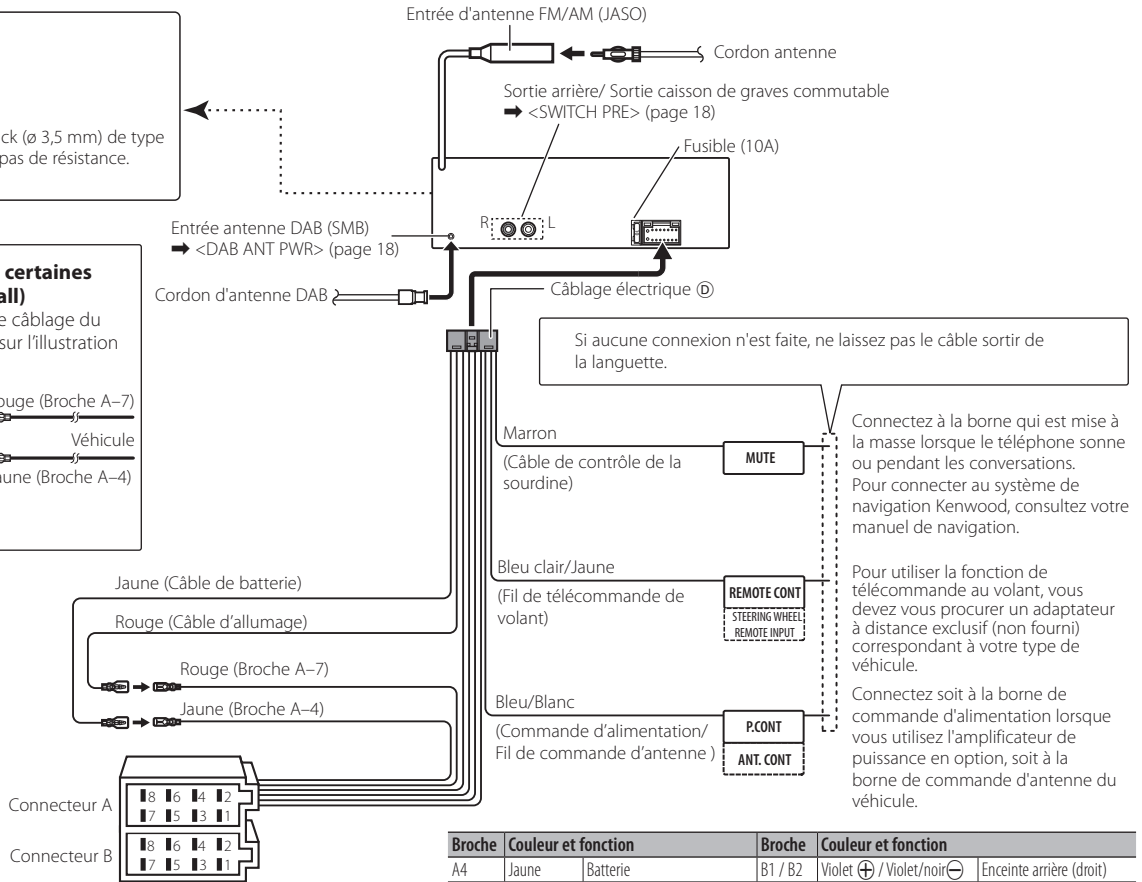 Entrée d'antenne FM/AM (JASO)
Cordon antenne
Sortie arrière/ Sortie caisson de graves commutable
➡ <SWITCH PRE> (page 18)
Fusible (10A)
(ø 3,5 mm) de type
pas de résistance.
R
L
Entrée antenne DAB (SMB)
➡ <DAB ANT PWR> (page 18)
Cordon d'antenne DAB
Câblage électrique Ⓓ
certaines
câblage du
sur l'illustration
(Broche A–7)
Véhicule
(Broche A–4)
Si aucune connexion n'est faite, ne laissez pas le câble sortir de
la languette.
Marron
(Câble de contrôle de la
sourdine)
MUTE
Connectez à la borne qui est mise à
la masse lorsque le téléphone sonne
ou pendant les conversations.
Pour connecter au système de
navigation Kenwood, consultez votre
manuel de navigation.
Bleu clair/Jaune
(Fil de télécommande de
volant)
REMOTE CONT
STEERING WHEEL
REMOTE INPUT
Pour utiliser la fonction de
télécommande au volant, vous
devez vous procurer un adaptateur
à distance exclusif (non fourni)
correspondant à votre type de
véhicule.
Jaune (Câble de batterie)
Rouge (Câble d'allumage)
Rouge (Broche A–7)
Jaune (Broche A–4)
Bleu/Blanc
(Commande d'alimentation/
Fil de commande d'antenne )
P.CONT
ANT. CONT
Connectez soit à la borne de
commande d'alimentation lorsque
vous utilisez l'amplificateur de
puissance en option, soit à la
borne de commande d'antenne du
véhicule.
Connecteur A
8 6 4 2
7 5 3 1
Connecteur B
8 6 4 2
7 5 3 1
Broche Couleur et fonction Broche Couleur et fonction
A4 Jaune Batterie B1 / B2 Violet ⊕ / Violet/noir⊖ Enceinte arrière (droit)